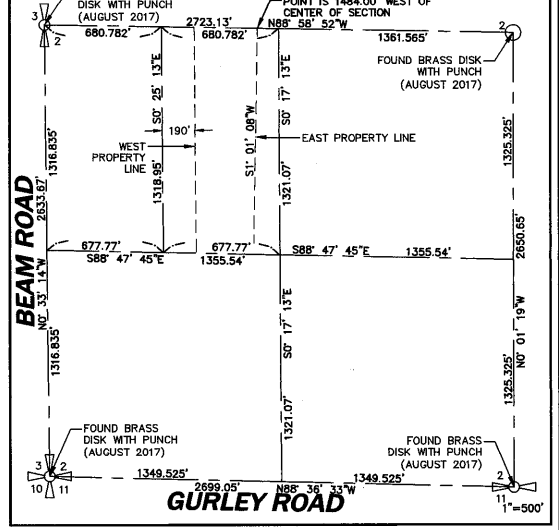 DISK WITH PUNCH
(AUGUST 2017)
POINT IS 1484.00' WEST OF
CENTER OF SECTION
3
2
2723.13'
N88° 58' 52"W
680.782'
680.782'
1361.565'
2
FOUND BRASS DISK
WITH PUNCH
(AUGUST 2017)
1316.835'
2633.67'
N0° 33' 14"W
1316.835'
BEAM ROAD
S0° 25' 13"E
1318.95'
190'
WEST
PROPERTY
LINE
S1° 01' 08"W
EAST PROPERTY LINE
S0° 17' 13"E
1321.07'
1325.325'
2650.65'
N0° 01' 19"W
1325.325'
677.77'
677.77'
S88° 47' 45"E
1355.54'
S88° 47' 45"E
1355.54'
S0° 17' 13"E
1321.07'
FOUND BRASS
DISK WITH PUNCH
(AUGUST 2017)
3
2
10
11
FOUND BRASS
DISK WITH PUNCH
(AUGUST 2017)
2
11
1349.525'
1349.525'
2699.05'
N88° 36' 33"W
GURLEY ROAD
1"=500'